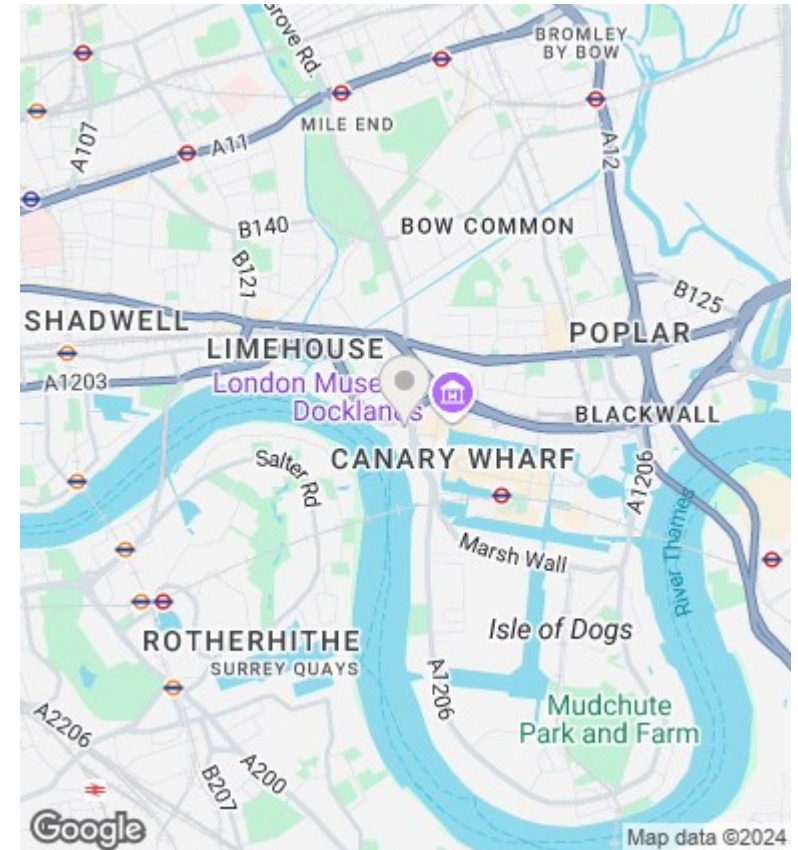 Grove Rd.
BROMLEY
BY BOW
MILE END
A107
A11
A12
B140
BOW COMMON
B121
B125
SHADWELL
LIMEHOUSE
POPLAR
A1203
London Muse
Docklands
BLACKWALL
CANARY WHARF
Salter Rd
A1206
Marsh Wall
River Thames
Isle of Dogs
ROTHERHITHE
SURREY QUAYS
A1206
Mudchute
Park and Farm
A2206
A200
B207
Google
Map data ©2024